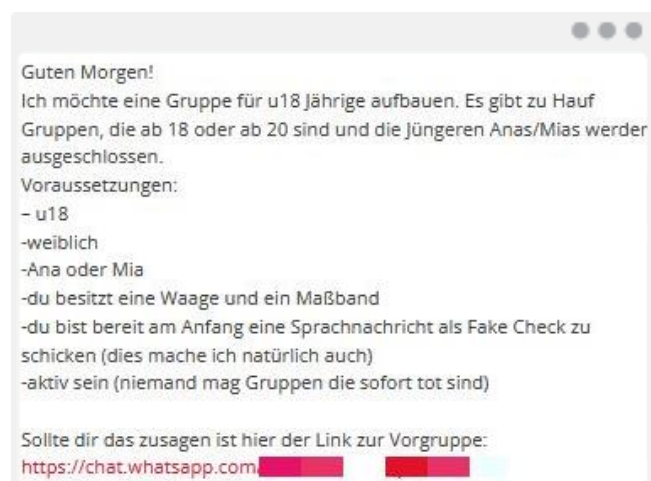 Guten Morgen!
Ich möchte eine Gruppe für u18 Jährige aufbauen. Es gibt zu Hauf
Gruppen, die ab 18 oder ab 20 sind und die Jüngeren Anas/Mias werder
ausgeschlossen.
Voraussetzungen:
– u18
-weiblich
-Ana oder Mia
-du besitzt eine Waage und ein Maßband
-du bist bereit am Anfang eine Sprachnachricht als Fake Check zu
schicken (dies mache ich natürlich auch)
-aktiv sein (niemand mag Gruppen die sofort tot sind)
Sollte dir das zusagen ist hier der Link zur Vorgruppe:
https://chat.whatsapp.com